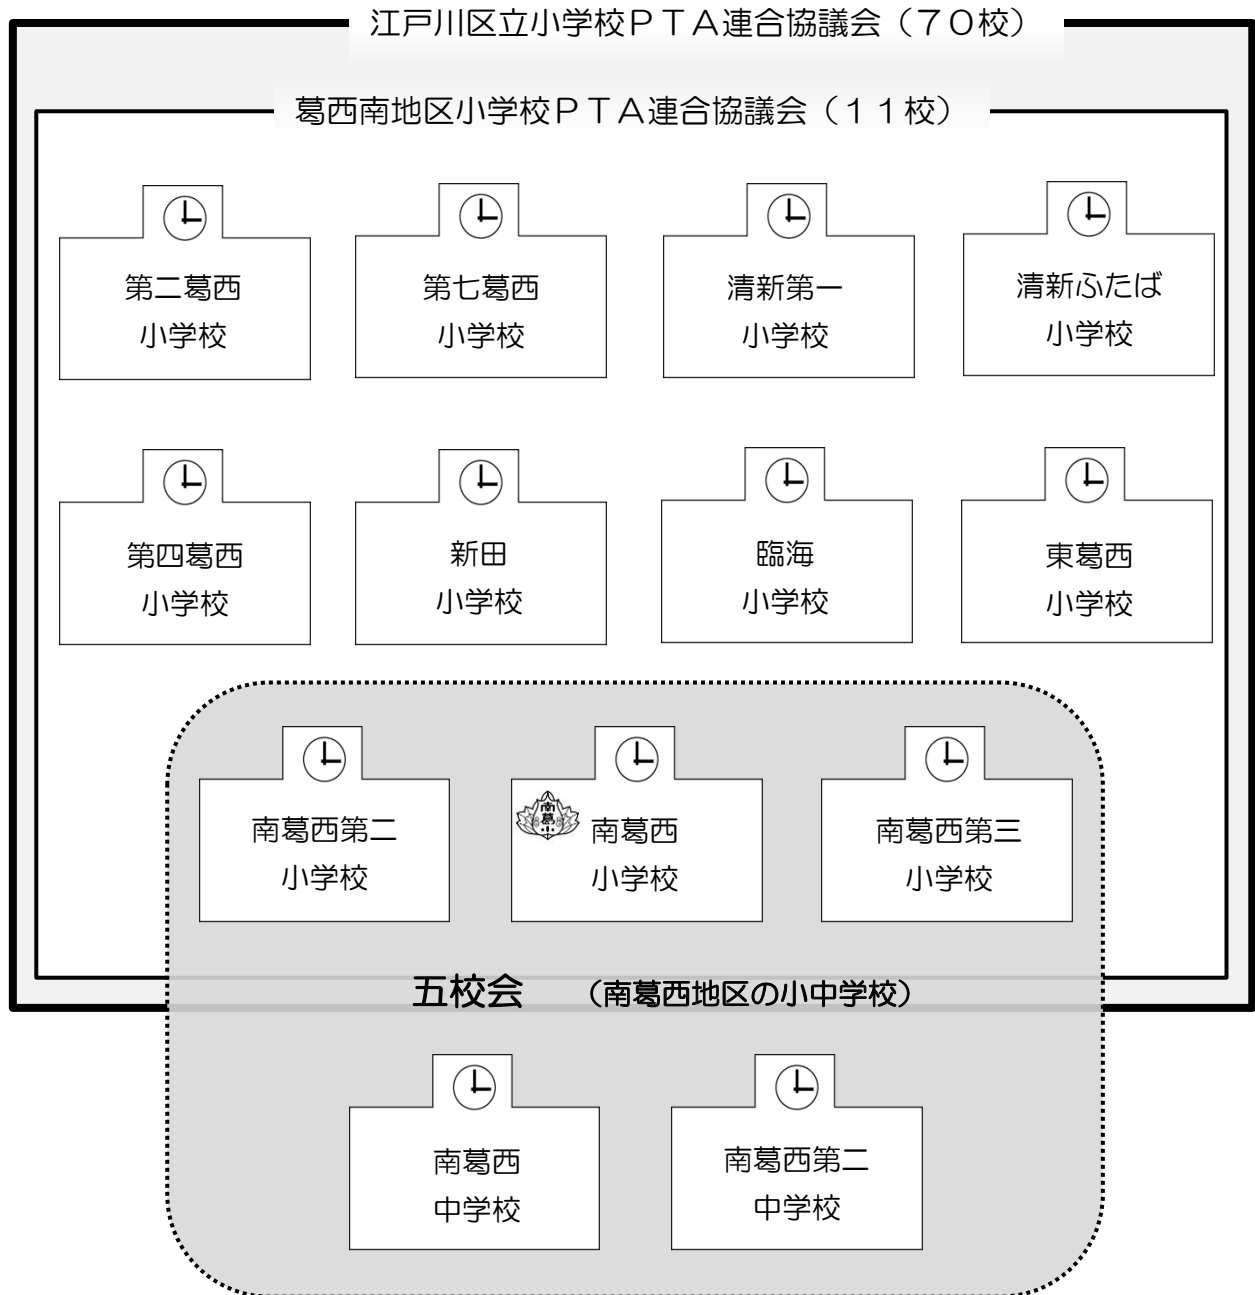 江戸川区立小学校ＰＴＡ連合協議会（７０校）
葛西南地区小学校ＰＴＡ連合協議会（１１校）
第二葛西
小学校
第七葛西
小学校
清新第一
小学校
清新ふたば
小学校
第四葛西
小学校
新田
小学校
臨海
小学校
東葛西
小学校
南葛西第二
小学校
南葛小
南葛西
小学校
南葛西第三
小学校
五校会　（南葛西地区の小中学校）
南葛西
中学校
南葛西第二
中学校